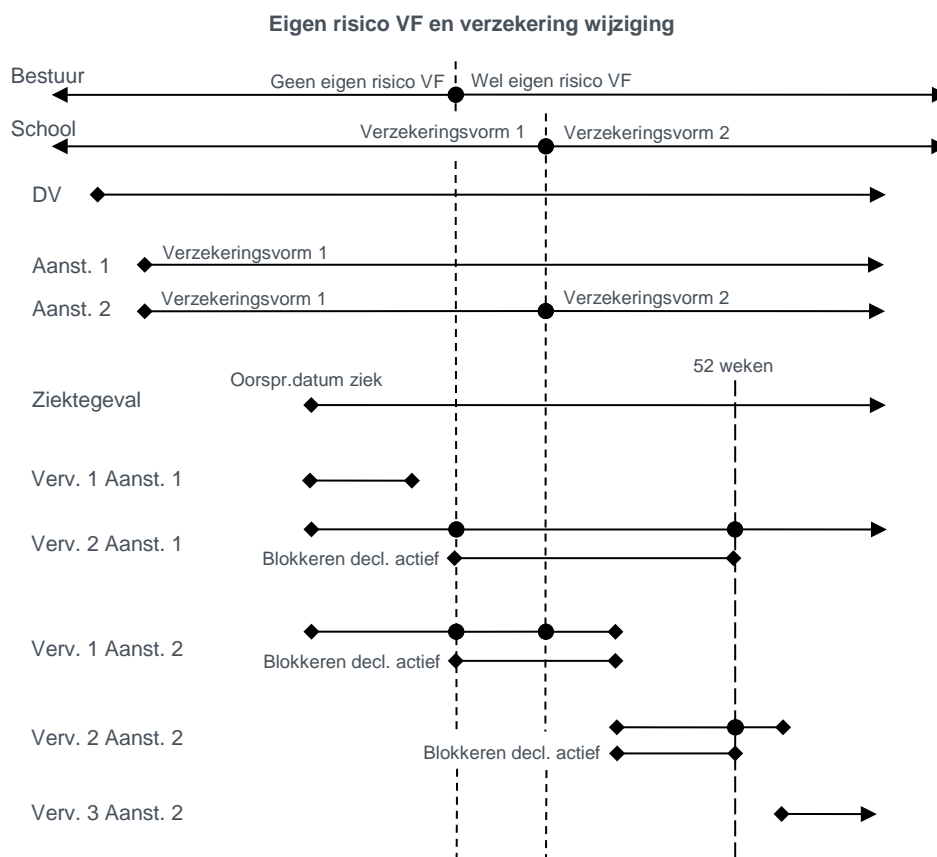 Eigen risico VF en verzekering wijziging
Bestuur
Geen eigen risico VF
Wel eigen risico VF
School
Verzekeringsvorm 1
Verzekeringsvorm 2
DV
Aanst. 1
Verzekeringsvorm 1
Aanst. 2
Verzekeringsvorm 1
Verzekeringsvorm 2
52 weken
Oorspr.datum ziek
Ziektegeval
Verv. 1 Aanst. 1
Verv. 2 Aanst. 1
Blokkeren decl. actief
Verv. 1 Aanst. 2
Blokkeren decl. actief
Verv. 2 Aanst. 2
Blokkeren decl. actief
Verv. 3 Aanst. 2